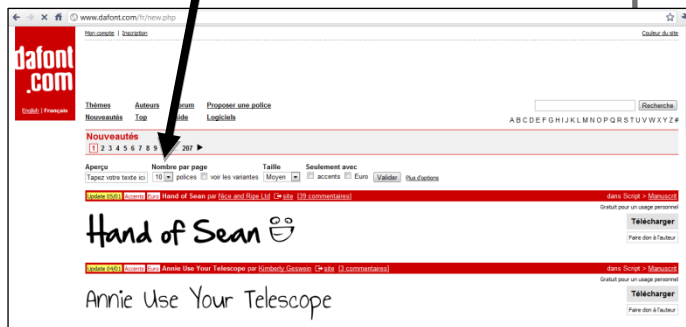 www.dafont.com/fr/new.php
Mon compte | Inscription
Couleur du site
dafont
.com
English | Français
Thèmes Auteurs Forum Proposer une police
Recherche
Nouveautés Top Aide Logiciels
A B C D E F G H I J K L M N O P Q R S T U V W X Y Z #
Nouveautés
1 2 3 4 5 6 7 8 9 207
Aperçu Nombre par page Taille Seulement avec
Tapez votre texte ici 10 polices voir les variantes Moyen accents Euro Valider Plus d'options
Update 05/01 Accents Euro Hand of Sean par Nice and Ripe Ltd site [39 commentaires] dans Script > Manuscrit
Gratuit pour un usage personnel
Hand of Sean
Télécharger
Faire don à l'auteur
Update 04/01 Accents Euro Annie Use Your Telescope par Kimberly Geswein site [3 commentaires] dans Script > Manuscrit
Gratuit pour un usage personnel
Annie Use Your Telescope
Télécharger
Faire don à l'auteur